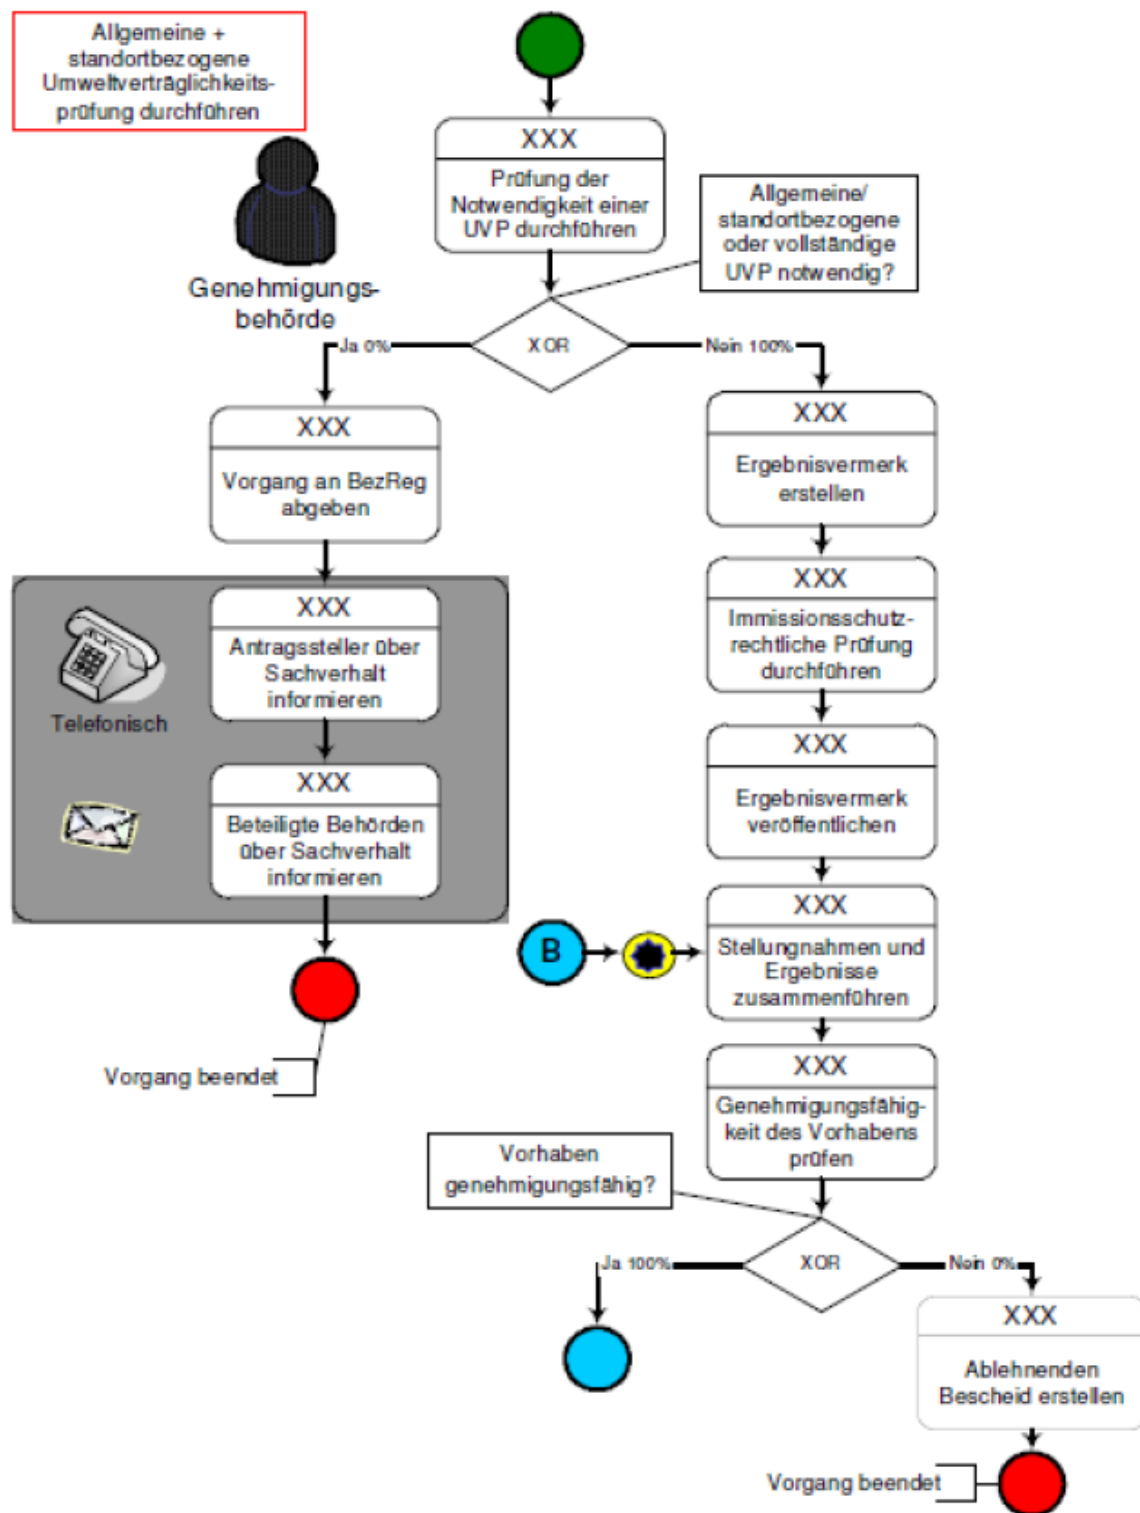 Allgemeine +
standortbezogene
Umweltverträglichkeits-
prüfung durchführen
Genehmigungs-
behörde
XXX
Prüfung der
Notwendigkeit einer
UVP durchführen
Allgemeine/
standortbezogene
oder vollständige
UVP notwendig?
XOR
Ja 0%
Nein 100%
XXX
Vorgang an BezReg
abgeben
XXX
Antragssteller über
Sachverhalt
informieren
Telefonisch
XXX
Beteiligte Behörden
über Sachverhalt
informieren
Vorgang beendet
XXX
Ergebnisvermerk
erstellen
XXX
Immissionsschutz-
rechtliche Prüfung
durchführen
XXX
Ergebnisvermerk
veröffentlichen
B
XXX
Stellungnahmen und
Ergebnisse
zusammenführen
XXX
Genehmigungsfähig-
keit des Vorhabens
prüfen
Vorhaben
genehmigungsfähig?
XOR
Ja 100%
Nein 0%
XXX
Ablehnenden
Bescheid erstellen
Vorgang beendet